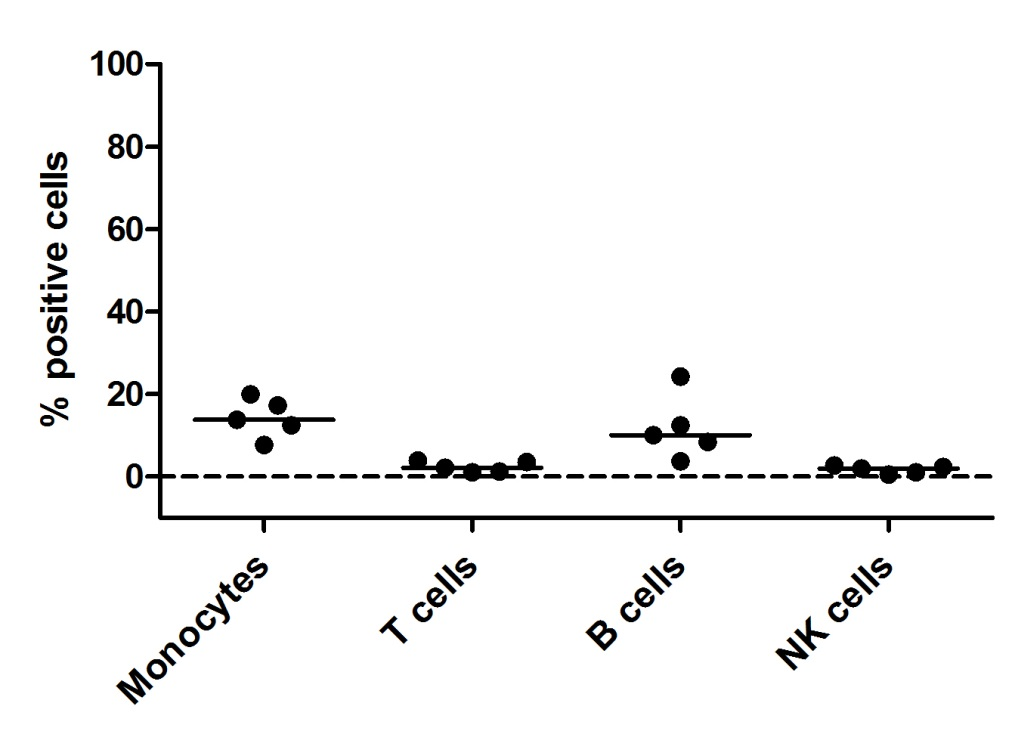 % positive cells
100
80
60
40
20
0
Monocytes
T cells
B cells
NK cells